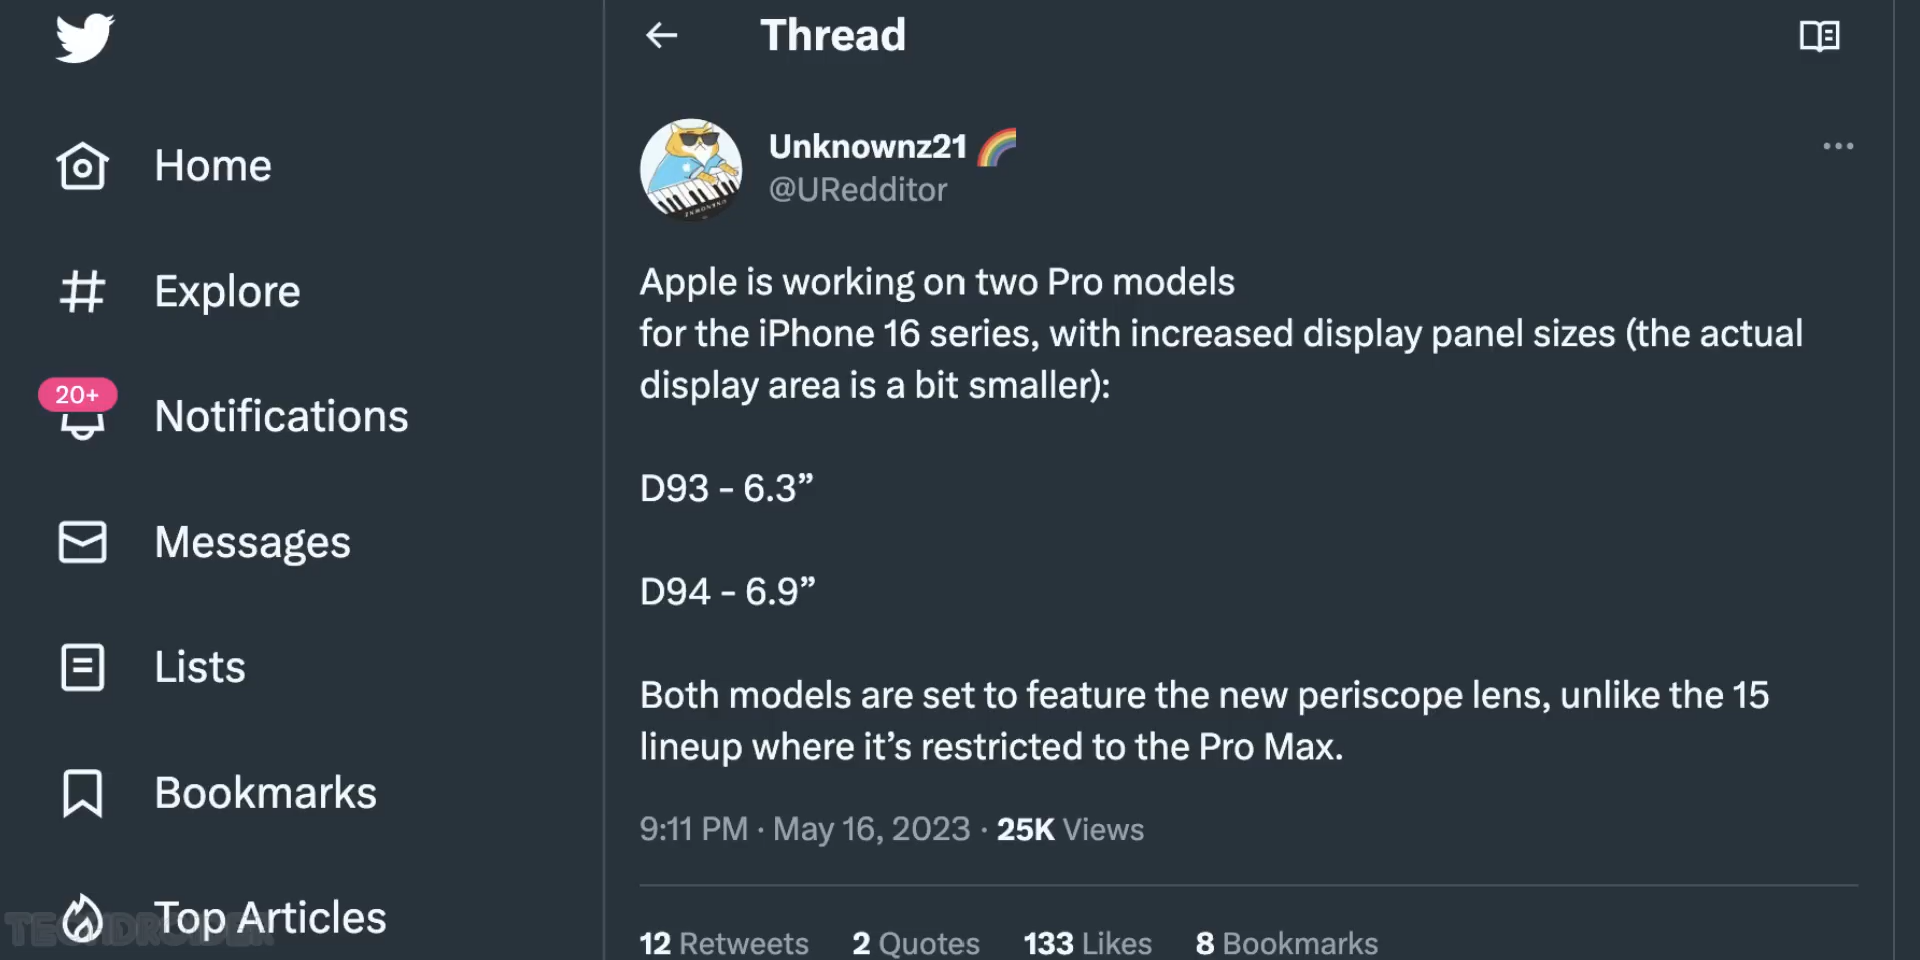 Thread
Home
Explore
20+
Notifications
Messages
Lists
Bookmarks
Top Articles
TECHDROIDER
Unknownz21 🌈
@URedditor
Apple is working on two Pro models
for the iPhone 16 series, with increased display panel sizes (the actual
display area is a bit smaller):
D93 - 6.3”
D94 - 6.9”
Both models are set to feature the new periscope lens, unlike the 15
lineup where it’s restricted to the Pro Max.
9:11 PM · May 16, 2023 · 25K Views
12 Retweets 2 Quotes 133 Likes 8 Bookmarks